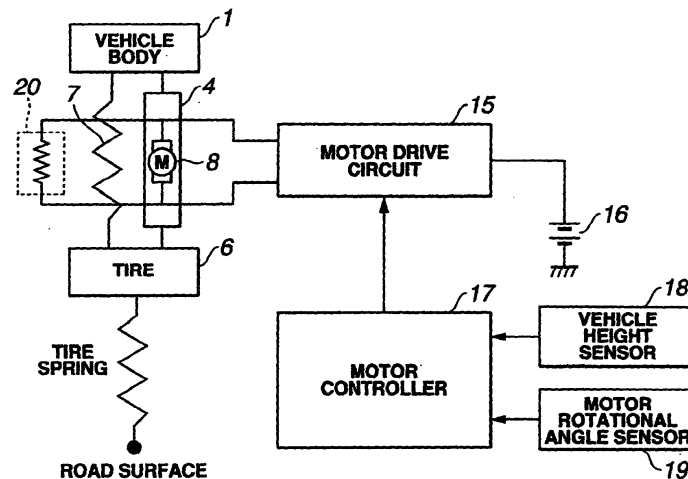 1
VEHICLE
BODY
20
7
4
15
M
8
MOTOR DRIVE
CIRCUIT
16
6
TIRE
17
18
VEHICLE
HEIGHT
SENSOR
TIRE
SPRING
MOTOR
CONTROLLER
MOTOR
ROTATIONAL
ANGLE SENSOR
19
ROAD SURFACE